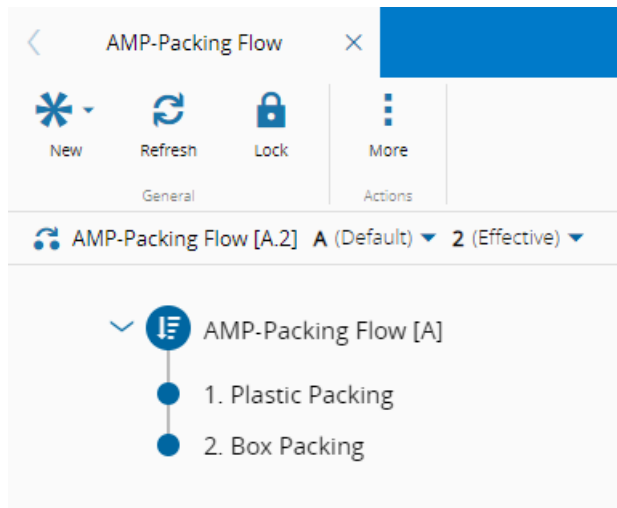 AMP-Packing Flow
New Refresh Lock More
General Actions
AMP-Packing Flow [A.2] A (Default) 2 (Effective)
AMP-Packing Flow [A]
1. Plastic Packing
2. Box Packing